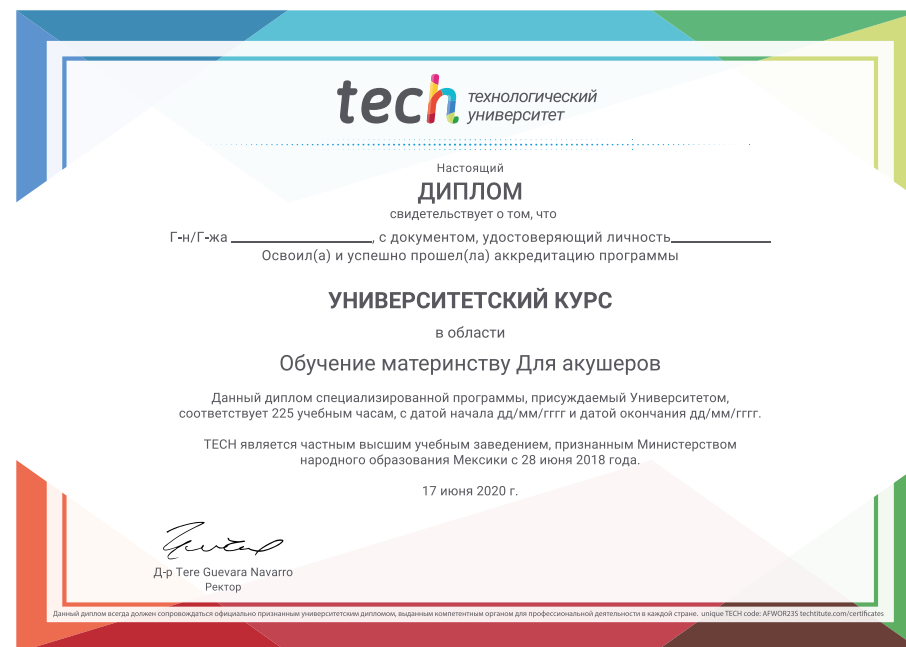 tech технологический
университет
Настоящий
ДИПЛОМ
свидетельствует о том, что
Г-н/Г-жа ____________________, с документом, удостоверяющий личность______________
Освоил(а) и успешно прошел(ла) аккредитацию программы
УНИВЕРСИТЕТСКИЙ КУРС
в области
Обучение материнству Для акушеров
Данный диплом специализированной программы, присуждаемый Университетом,
соответствует 225 учебным часам, с датой начала дд/мм/гггг и датой окончания дд/мм/гггг.
TECH является частным высшим учебным заведением, признанным Министерством
народного образования Мексики с 28 июня 2018 года.
17 июня 2020 г.
Д-р Tere Guevara Navarro
Ректор
Данный диплом всегда должен сопровождаться официально признанным университетским дипломом, выданным компетентным органом для профессиональной деятельности в каждой стране. unique TECH code: AFWOR23S techtitute.com/certificates